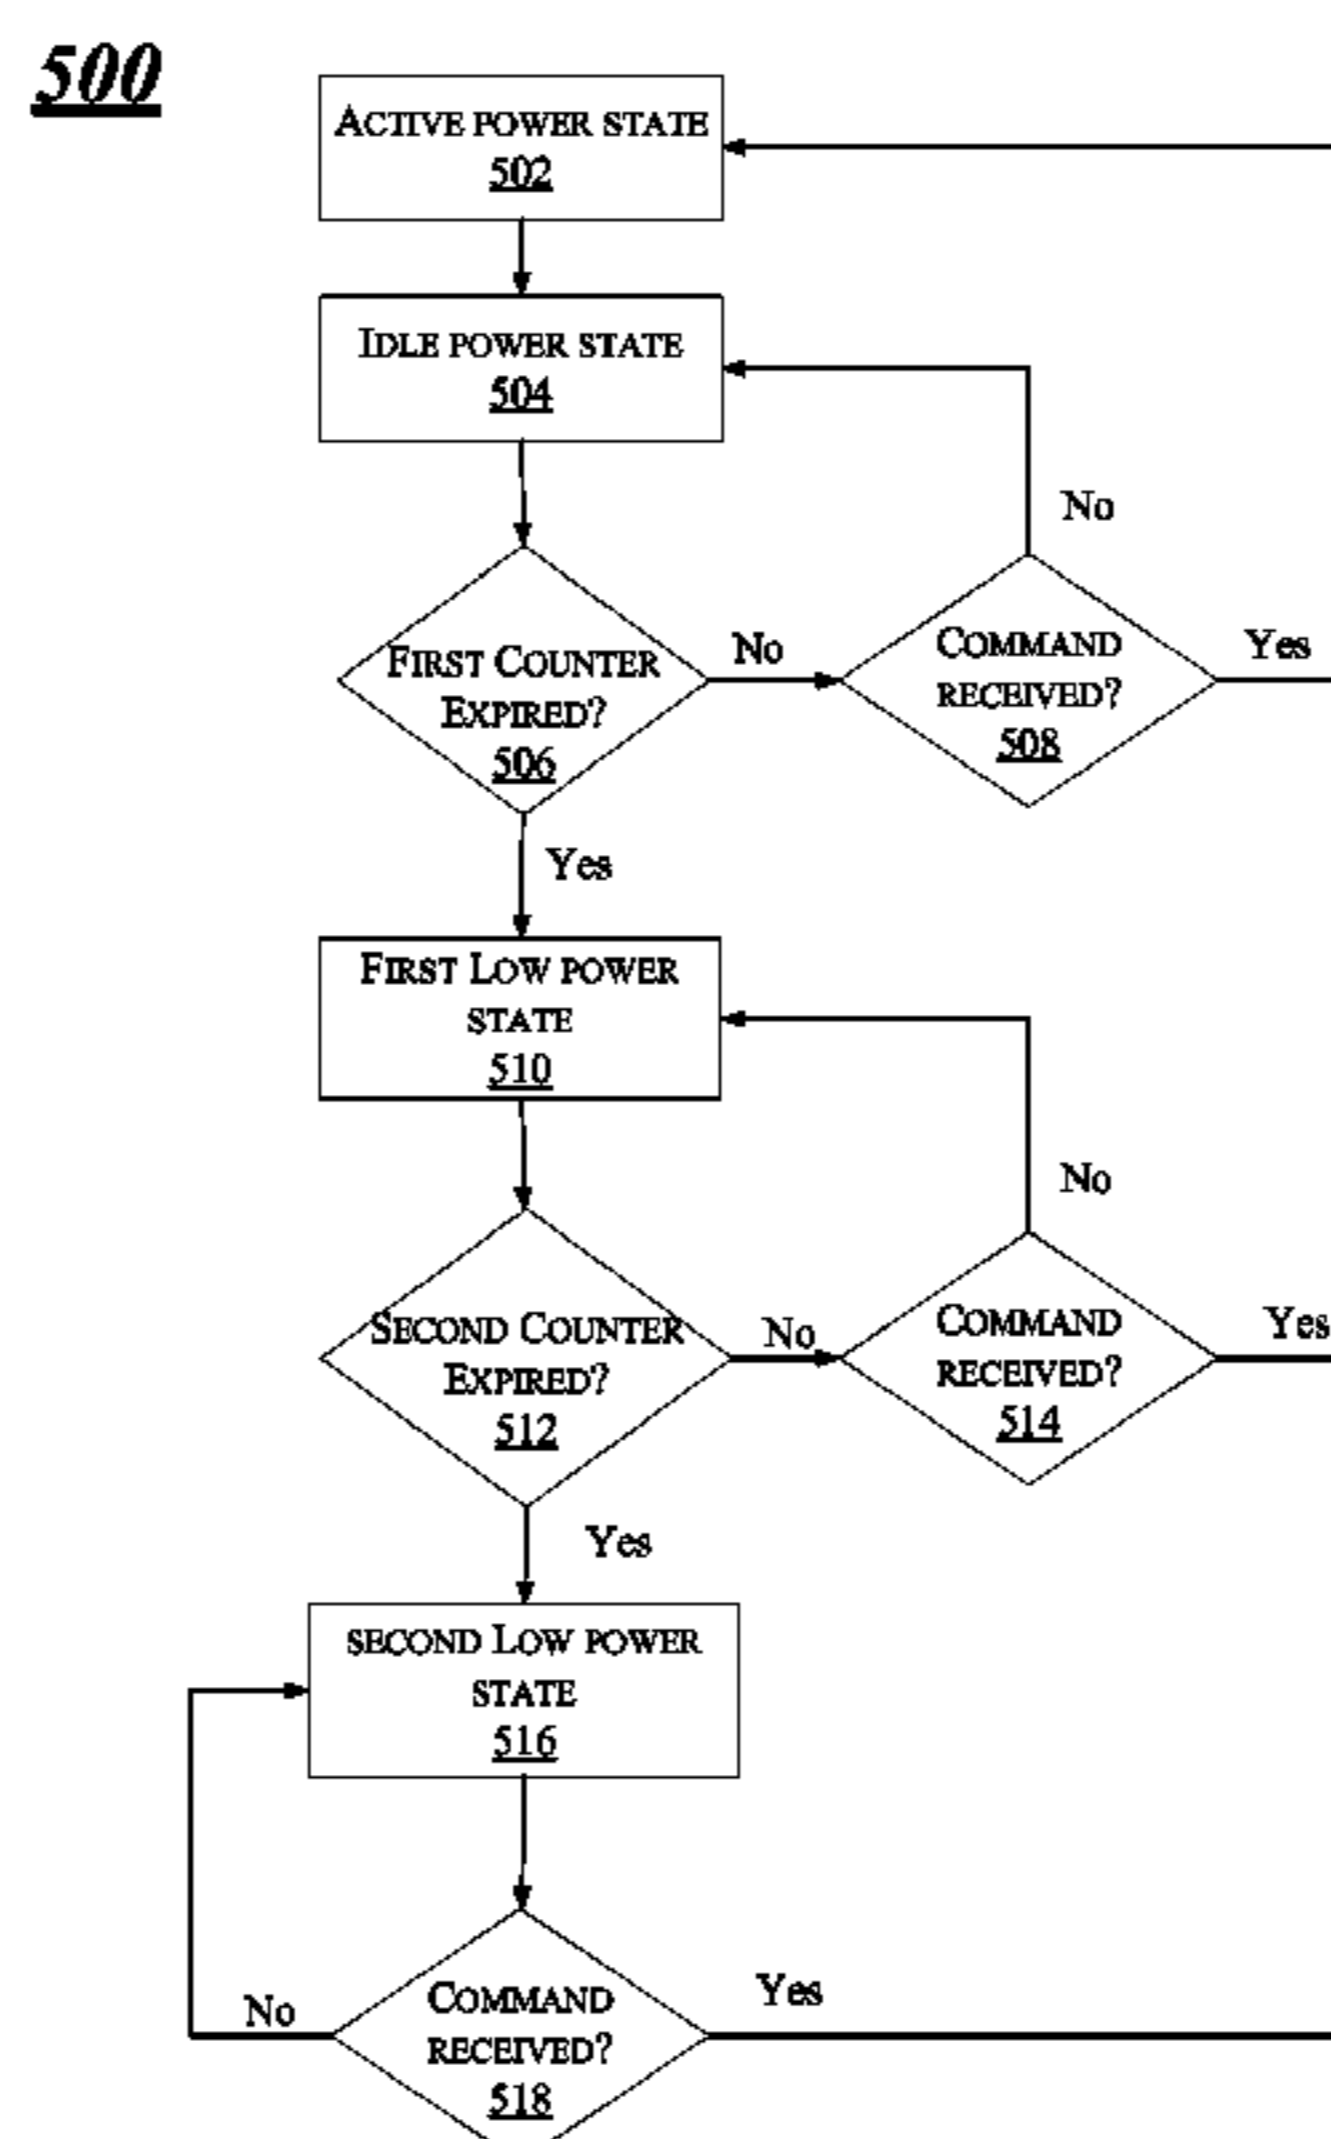 500
ACTIVE POWER STATE
502
IDLE POWER STATE
504
No
FIRST COUNTER
EXPIRED?
506
No
COMMAND
RECEIVED?
508
Yes
Yes
FIRST LOW POWER
STATE
510
No
SECOND COUNTER
EXPIRED?
512
No
COMMAND
RECEIVED?
514
Yes
Yes
SECOND LOW POWER
STATE
516
No
COMMAND
RECEIVED?
518
Yes